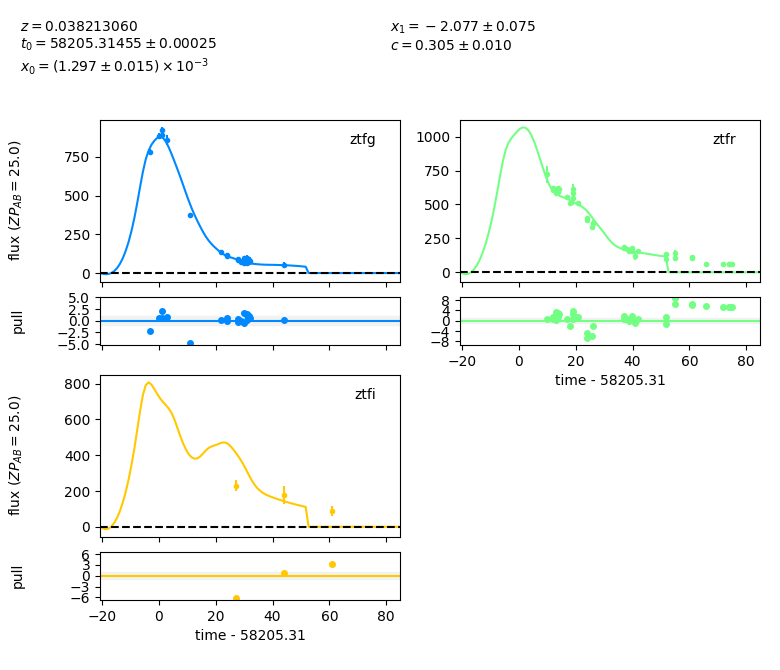 z = 0.038213060
t₀ = 58205.31455 ± 0.00025
x₀ = (1.297 ± 0.015) × 10⁻³
x₁ = −2.077 ± 0.075
c = 0.305 ± 0.010
ztfg
flux (ZP_AB = 25.0)
750
500
250
0
pull
5.0
2.5
0.0
−2.5
−5.0
ztfr
1000
750
500
250
0
8
4
0
−4
−8
−20 0 20 40 60 80
time - 58205.31
ztfi
flux (ZP_AB = 25.0)
800
600
400
200
0
pull
6
3
0
−3
−6
−20 0 20 40 60 80
time - 58205.31